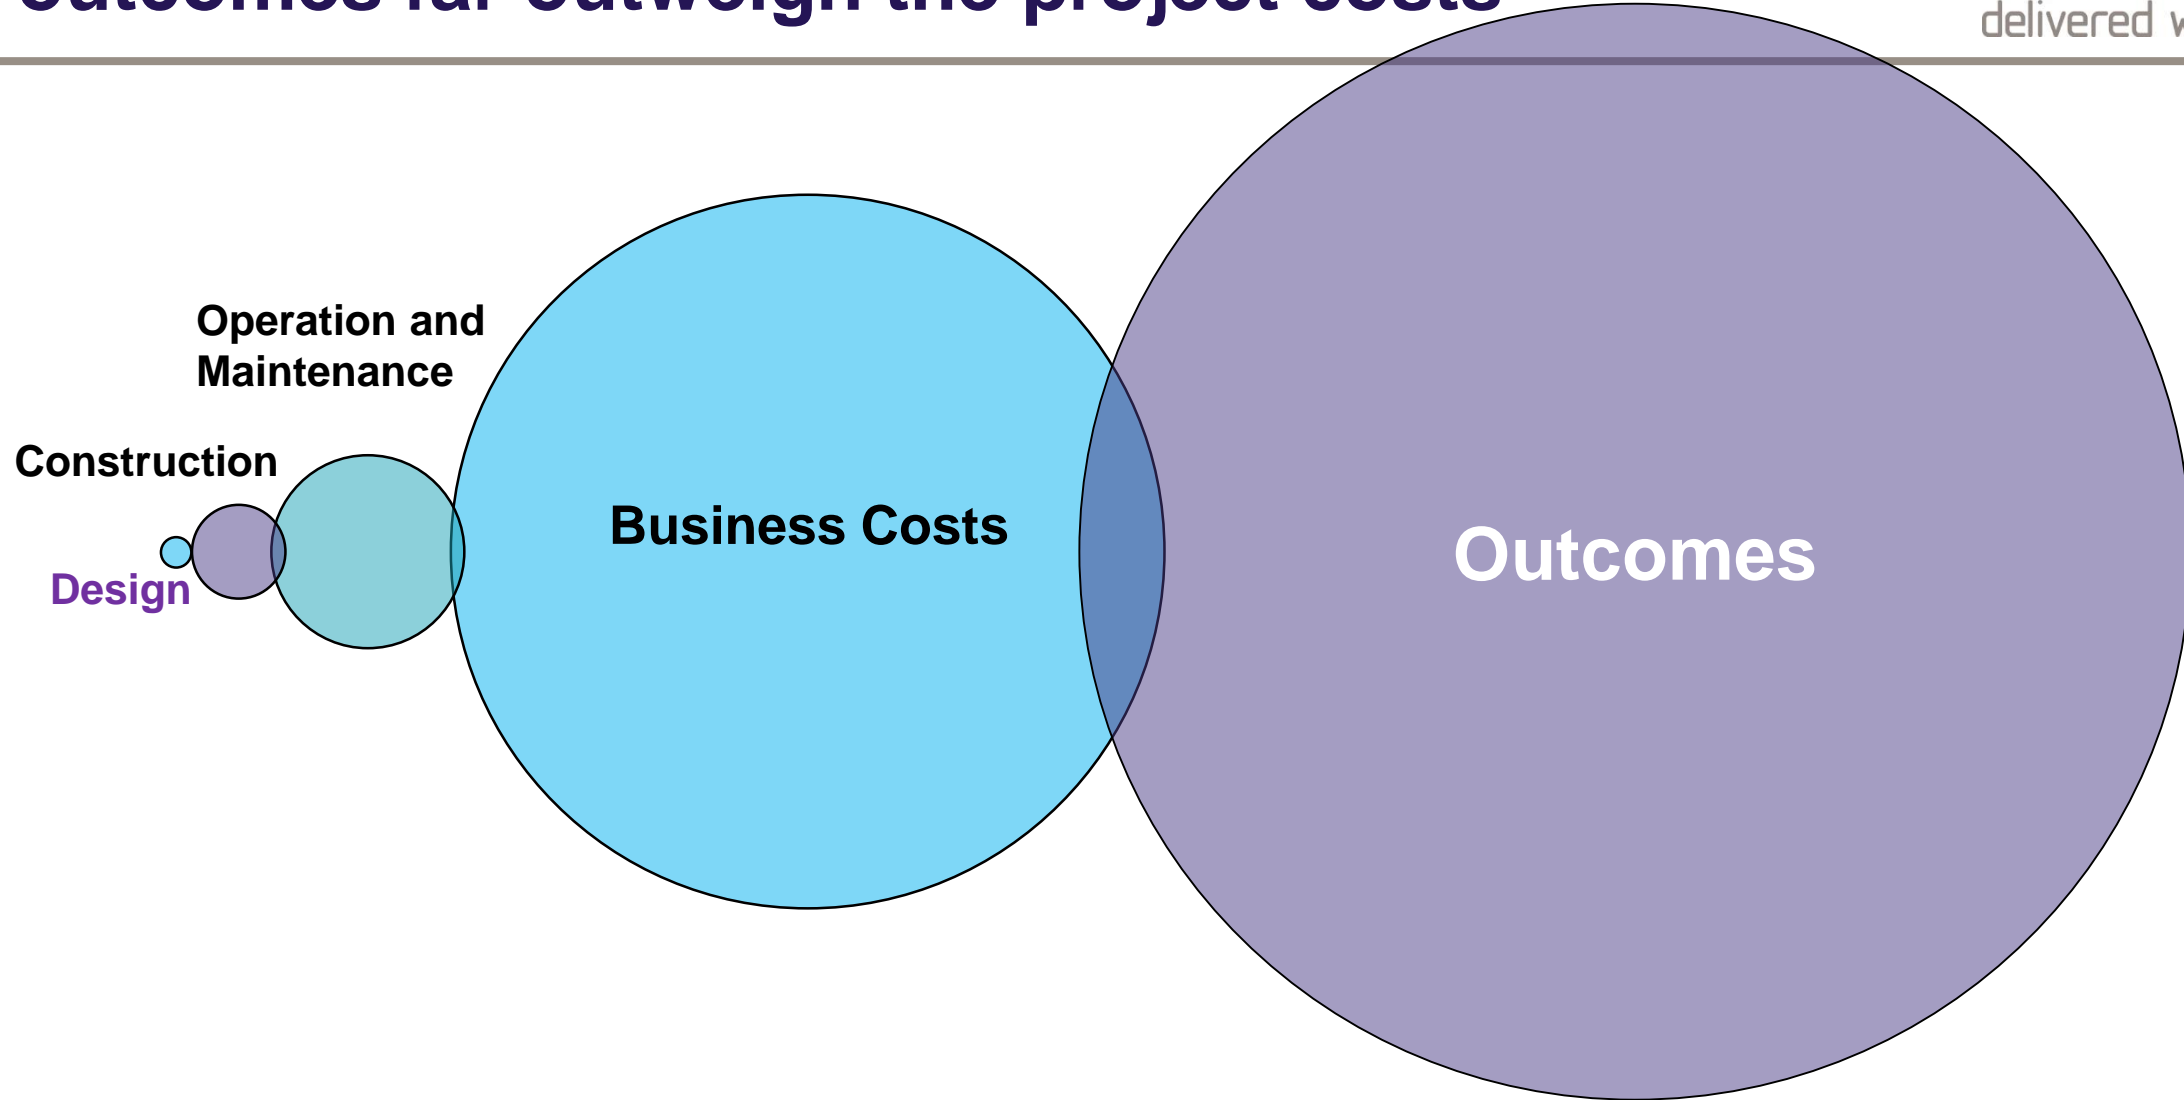 outcomes far outweigh the project costs
delivered
Operation and
Maintenance
Construction
Business Costs
Outcomes
Design